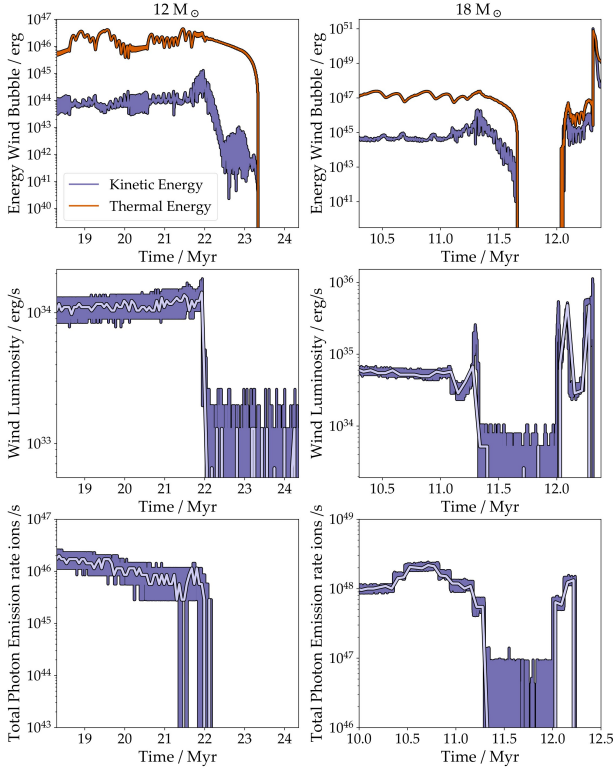 12 M⊙
18 M⊙
Energy Wind Bubble / erg
10^47
10^46
10^45
10^44
10^43
10^42
10^41
10^40
Kinetic Energy
Thermal Energy
19 20 21 22 23 24
Time / Myr
Energy Wind Bubble / erg
10^51
10^49
10^47
10^45
10^43
10^41
10.5 11.0 11.5 12.0
Time / Myr
Wind Luminosity / erg/s
10^34
10^33
19 20 21 22 23 24
Time / Myr
Wind Luminosity / erg/s
10^36
10^35
10^34
10.5 11.0 11.5 12.0
Time / Myr
Total Photon Emission rate ions /s
10^47
10^46
10^45
10^44
10^43
19 20 21 22 23 24
Time / Myr
Total Photon Emission rate ions /s
10^49
10^48
10^47
10^46
10.0 10.5 11.0 11.5 12.0 12.5
Time / Myr